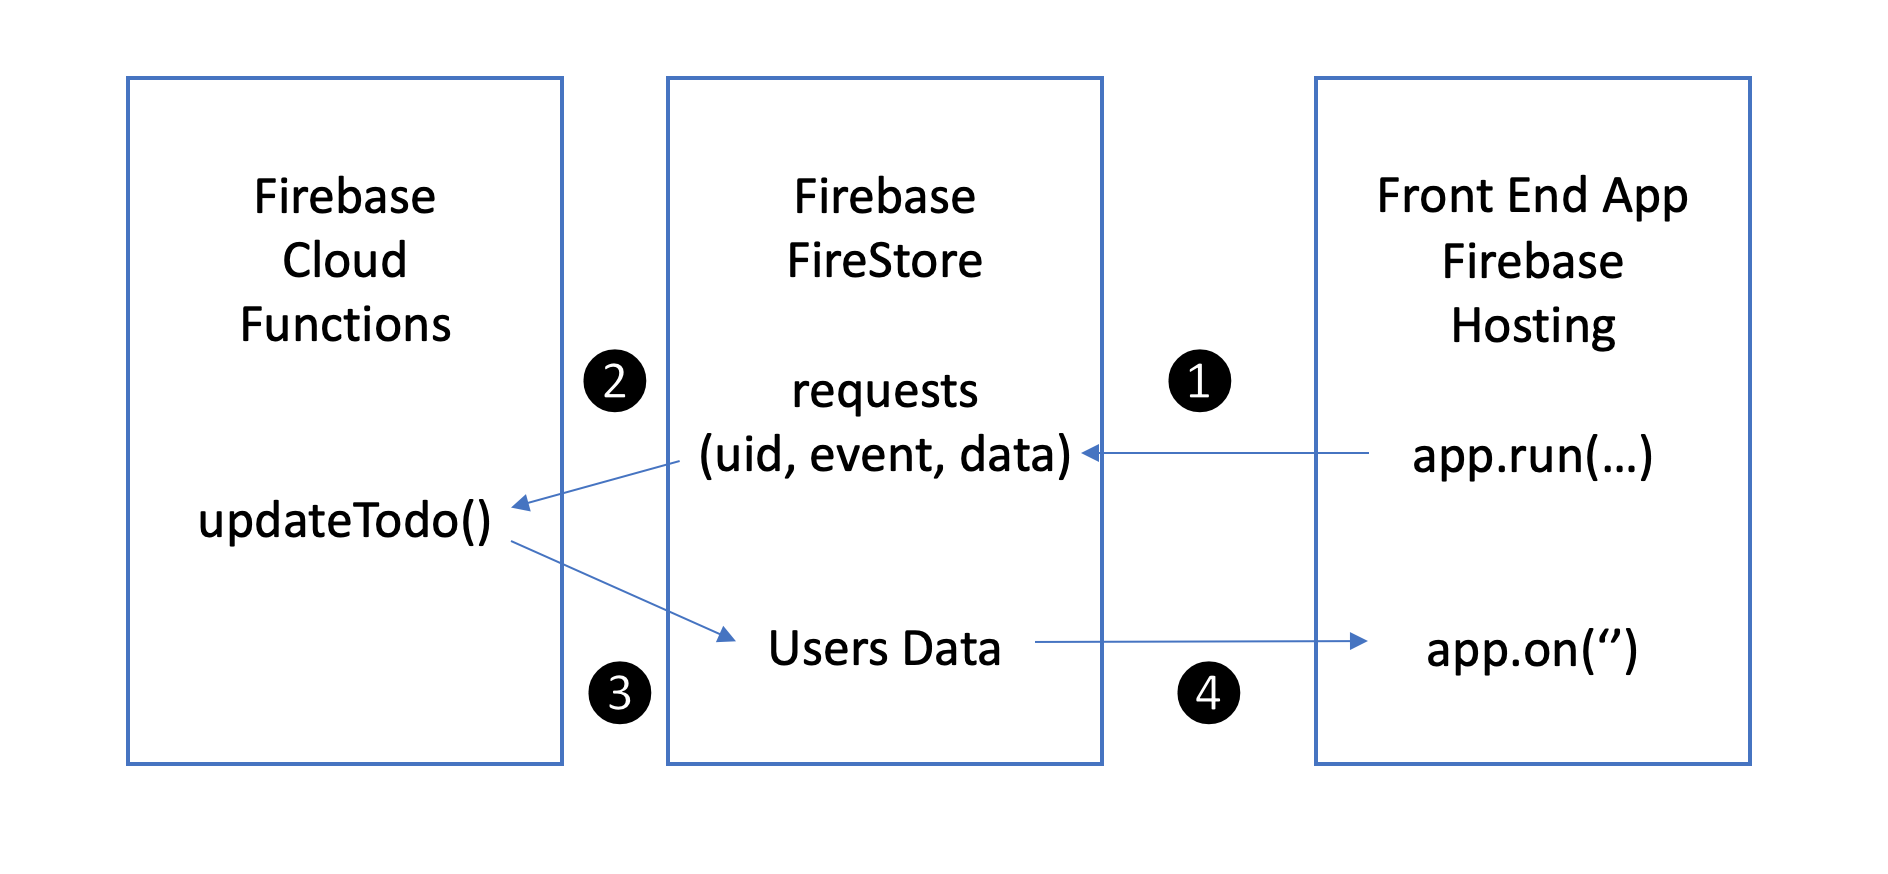 Firebase
Cloud
Functions
updateTodo()
2
3
Firebase
FireStore
requests
(uid, event, data)
Users Data
1
4
Front End App
Firebase
Hosting
app.run(...)
app.on(‘’)